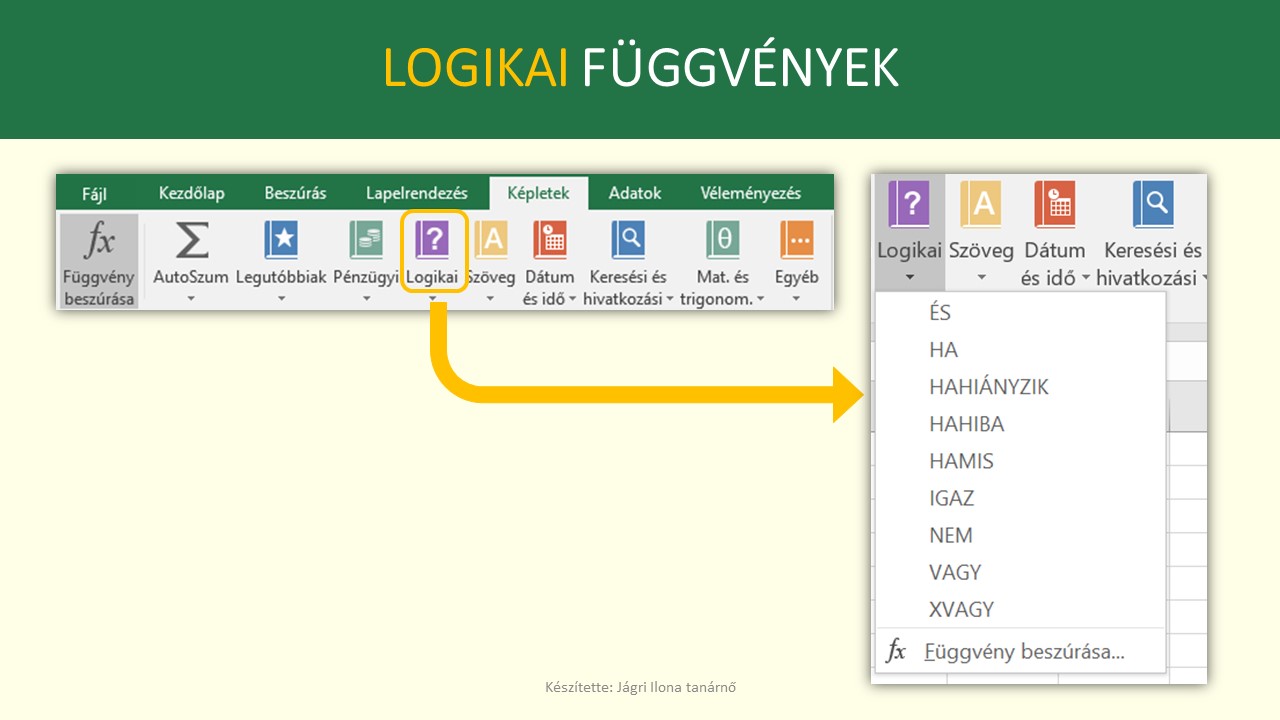 LOGIKAI FÜGGVÉNYEK
Fájl Kezdőlap Beszúrás Lapelrendezés Képletek Adatok Véleményezés
fx ? A θ
Függvény beszúrása
AutoSzum
Legutóbbiak
Pénzügyi
Logikai
Szöveg
Dátum és idő
Keresési és hivatkozási
Mat. és trigonom.
Egyéb
? A
Logikai
Szöveg
Dátum és idő
Keresési és hivatkozási
ÉS
HA
HAHIÁNYZIK
HAHIBA
HAMIS
IGAZ
NEM
VAGY
XVAGY
fx Függvény beszúrása...
Készítette: Jágri Ilona tanárnő